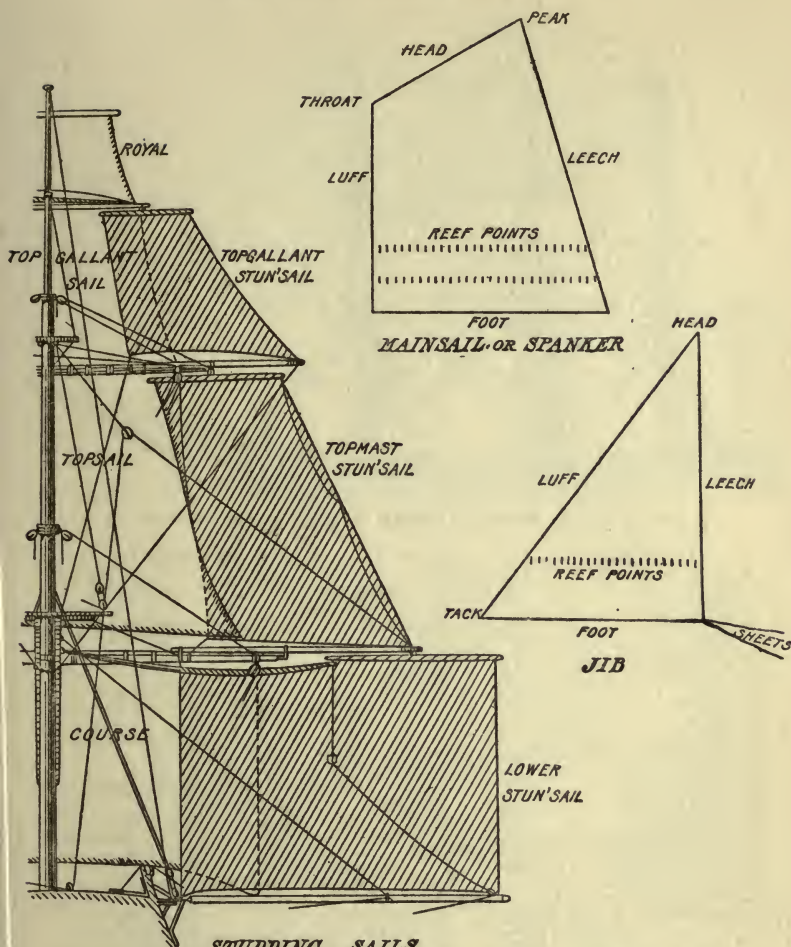 PEAK
HEAD
THROAT
LUFF
LEECH
REEF POINTS
FOOT
MAINSAIL OR SPANKER
ROYAL
TOP GALLANT
SAIL
TOPGALLANT
STUN'SAIL
TOPSAIL
TOPMAST
STUN'SAIL
COURSE
LOWER
STUN'SAIL
STUDDING SAILS
HEAD
LUFF
LEECH
REEF POINTS
TACK
FOOT
SHEETS
JIB